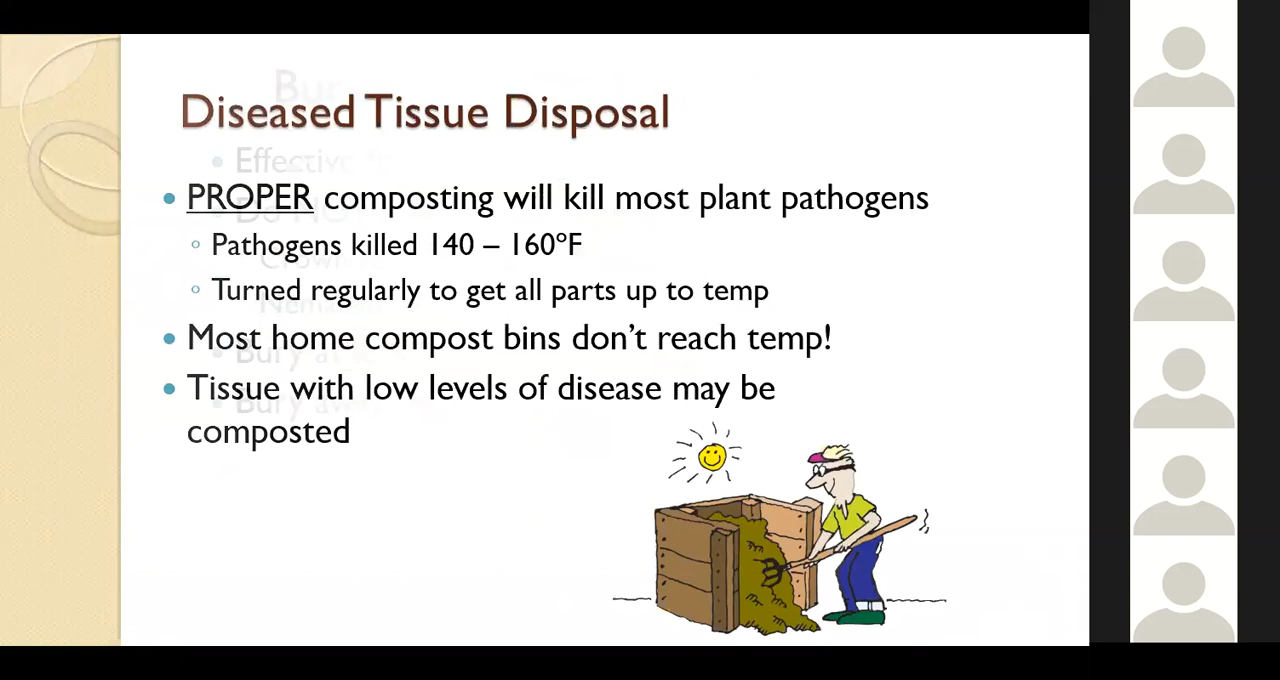 Diseased Tissue Disposal
• PROPER composting will kill most plant pathogens
◦ Pathogens killed 140 – 160ºF
◦ Turned regularly to get all parts up to temp
• Most home compost bins don't reach temp!
• Tissue with low levels of disease may be
composted